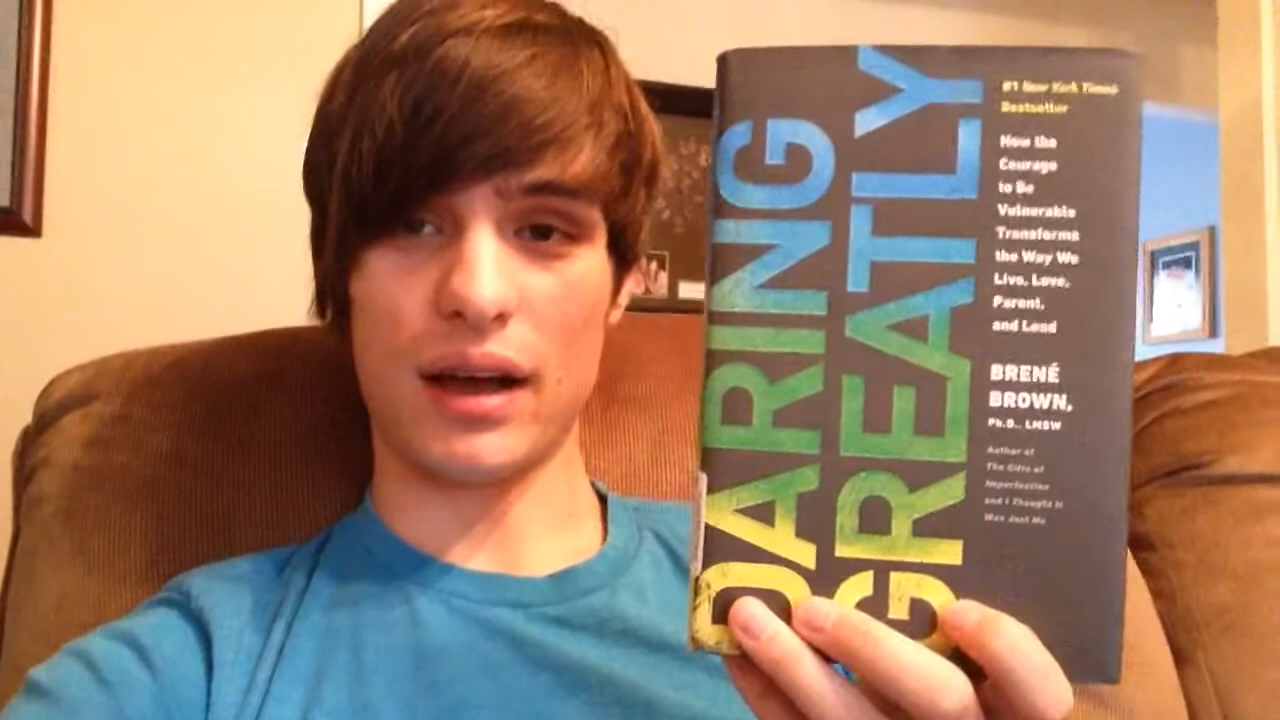 DARING
GREATLY
#1 New York Times
Bestseller
How the
Courage
to Be
Vulnerable
Transforms
the Way We
Live, Love,
Parent,
and Lead
BRENÉ
BROWN,
Ph.D., LMSW
Author of
The Gifts of
Imperfection
and I Thought It
Was Just Me